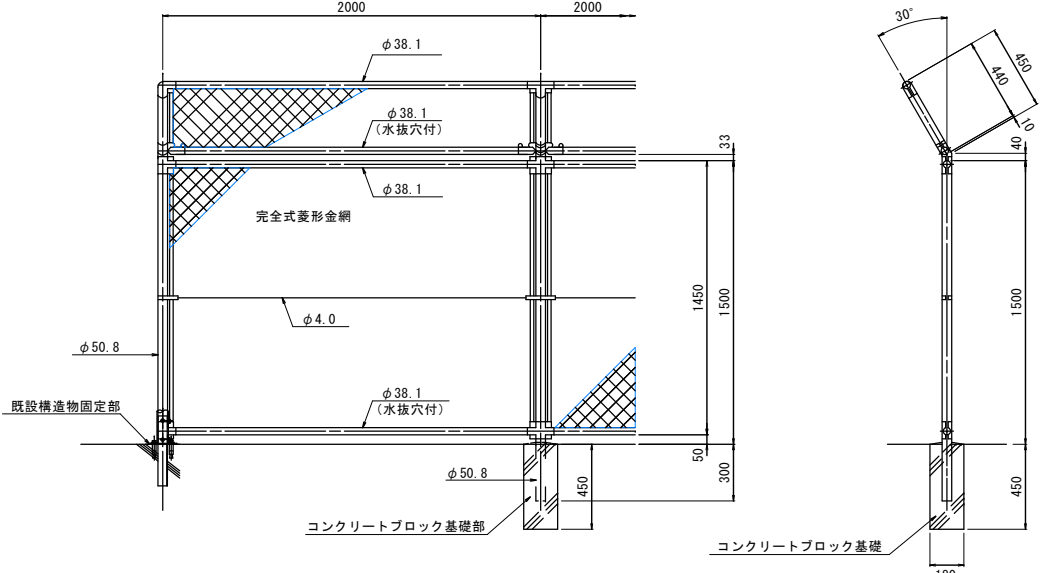 2000
2000
φ38.1
φ38.1
(水抜穴付)
33
φ38.1
完全式菱形金網
φ4.0
1450
1500
φ50.8
既設構造物固定部
φ38.1
(水抜穴付)
50
φ50.8
450
300
コンクリートブロック基礎部
30°
450
440
10
40
1500
450
コンクリートブロック基礎